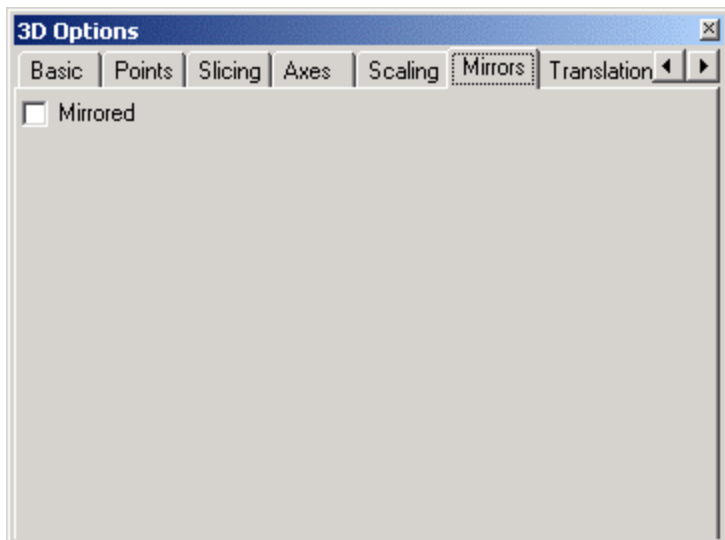 3D Options
Basic Points Slicing Axes Scaling Mirrors Translation
Mirrored